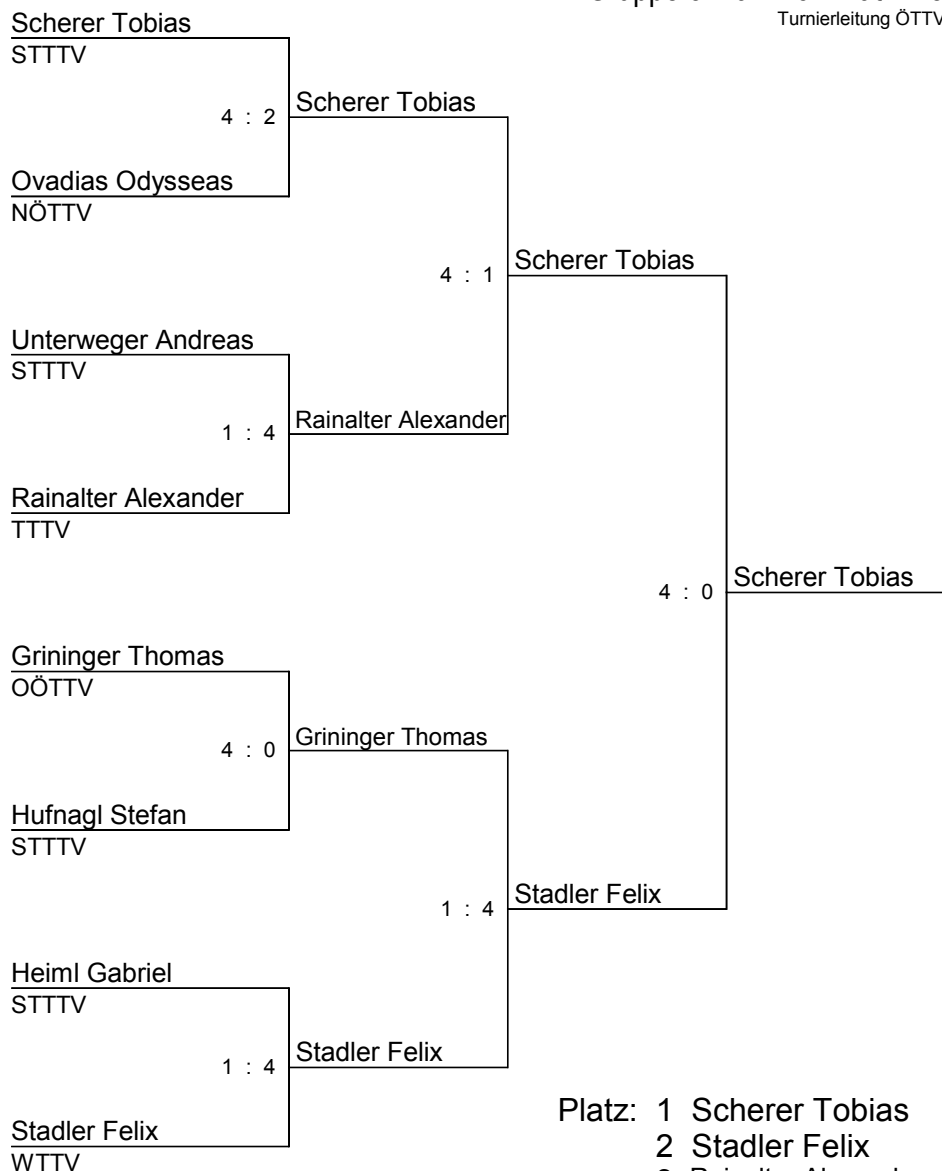 Turnierleitung ÖTTV
Scherer Tobias
STTTV
4 : 2
Scherer Tobias
Ovadias Odysseas
NÖTTV
4 : 1
Scherer Tobias
Unterweger Andreas
STTTV
1 : 4
Rainalter Alexander
Rainalter Alexander
TTTV
4 : 0
Scherer Tobias
Grininger Thomas
OÖTTV
4 : 0
Grininger Thomas
Hufnagl Stefan
STTTV
1 : 4
Stadler Felix
Heiml Gabriel
STTTV
1 : 4
Stadler Felix
Stadler Felix
WTTV
Platz: 1 Scherer Tobias
2 Stadler Felix